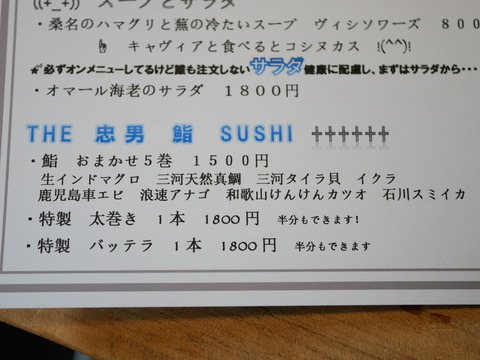 ((+_+)) スープとサラダ
・桑名のハマグリと蕪の冷たいスープ　ヴィシソワーズ　８００
キャヴィアと食べるとコシヌカス　!(^^)!
必ずオンメニューしてるけど誰も注文しない サラダ 健康に配慮し、まずはサラダから・・・
・オマール海老のサラダ　１８００円
THE 忠男 鮨 SUSHI ╬╬╬╬╬╬
・鮨　おまかせ５巻　１５００円
生インドマグロ　三河天然真鯛　三河タイラ貝　イクラ
鹿児島車エビ　浪速アナゴ　和歌山けんけんカツオ　石川スミイカ
・特製　太巻き　１本　1800円　半分もできます！
・特製　バッテラ　１本　1800円　半分もできます